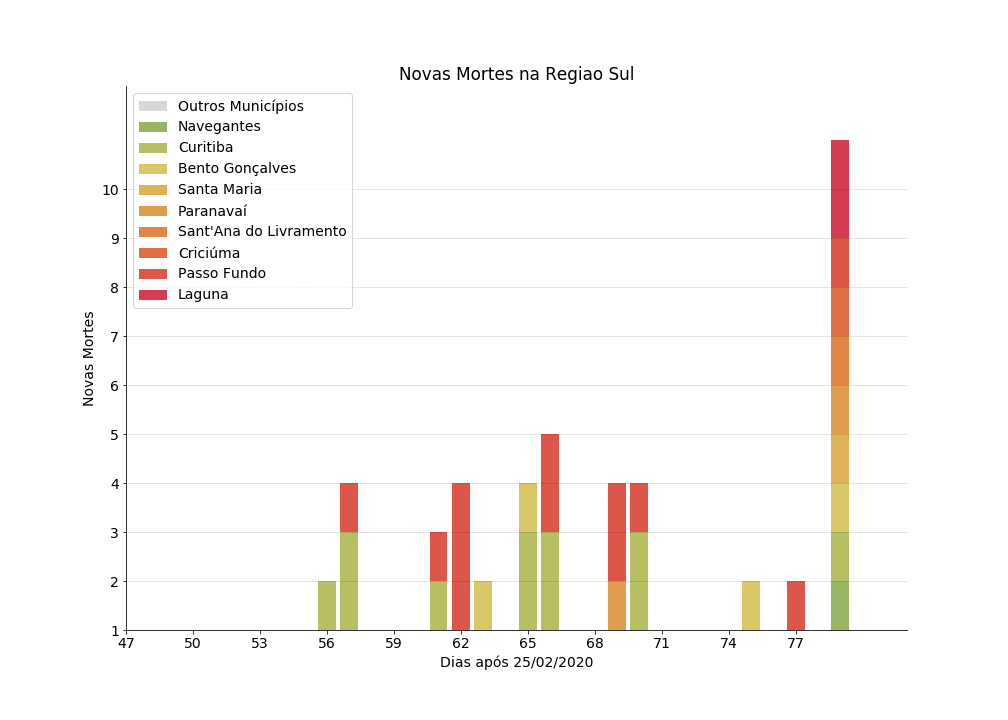 Novas Mortes na Regiao Sul
Outros Municípios
Navegantes
Curitiba
Bento Gonçalves
Santa Maria
Paranavaí
Sant'Ana do Livramento
Criciúma
Passo Fundo
Laguna
Novas Mortes
10
9
8
7
6
5
4
3
2
1
47 50 53 56 59 62 65 68 71 74 77
Dias após 25/02/2020